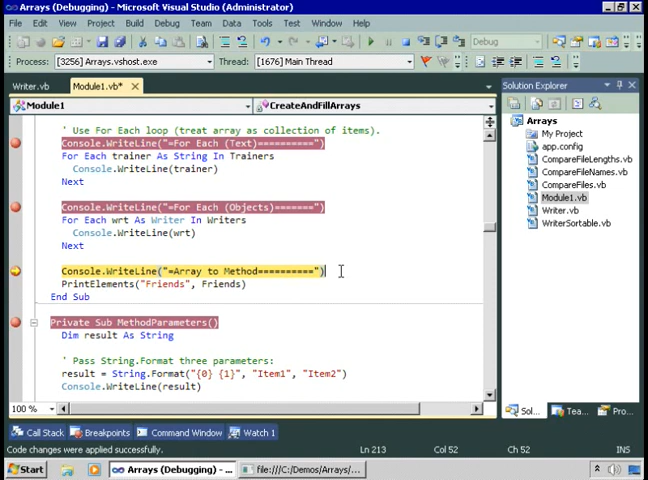 Arrays (Debugging) - Microsoft Visual Studio (Administrator)
File Edit View Project Build Debug Team Data Tools Test Window Help
Debug
Process: [3256] Arrays.vshost.exe Thread: [1676] Main Thread
Writer.vb Module1.vb*
Module1 CreateAndFillArrays
' Use For Each loop (treat array as collection of items).
Console.WriteLine("=For Each (Text)==========")
For Each trainer As String In Trainers
Console.WriteLine(trainer)
Next
Console.WriteLine("=For Each (Objects)=======")
For Each wrt As Writer In Writers
Console.WriteLine(wrt)
Next
Console.WriteLine("=Array to Method==========")
PrintElements("Friends", Friends)
End Sub
Private Sub MethodParameters()
Dim result As String
' Pass String.Format three parameters:
result = String.Format("{0} {1}", "Item1", "Item2")
Console.WriteLine(result)
100 %
Solution Explorer
Arrays
My Project
app.config
CompareFileLengths.vb
CompareFileNames.vb
CompareFiles.vb
Module1.vb
Writer.vb
WriterSortable.vb
Sol... Tea... Pro...
Call Stack Breakpoints Command Window Watch 1
Code changes were applied successfully. Ln 213 Col 52 Ch 52 INS
Start Arrays (Debugging) - ... file:///C:/Demos/Arrays/...